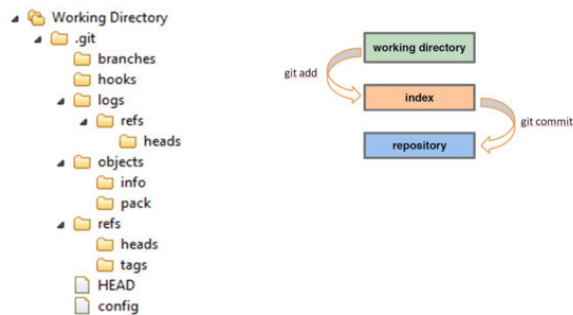 Working Directory
.git
branches
hooks
logs
refs
heads
objects
info
pack
refs
heads
tags
HEAD
config
working directory
git add
index
git commit
repository